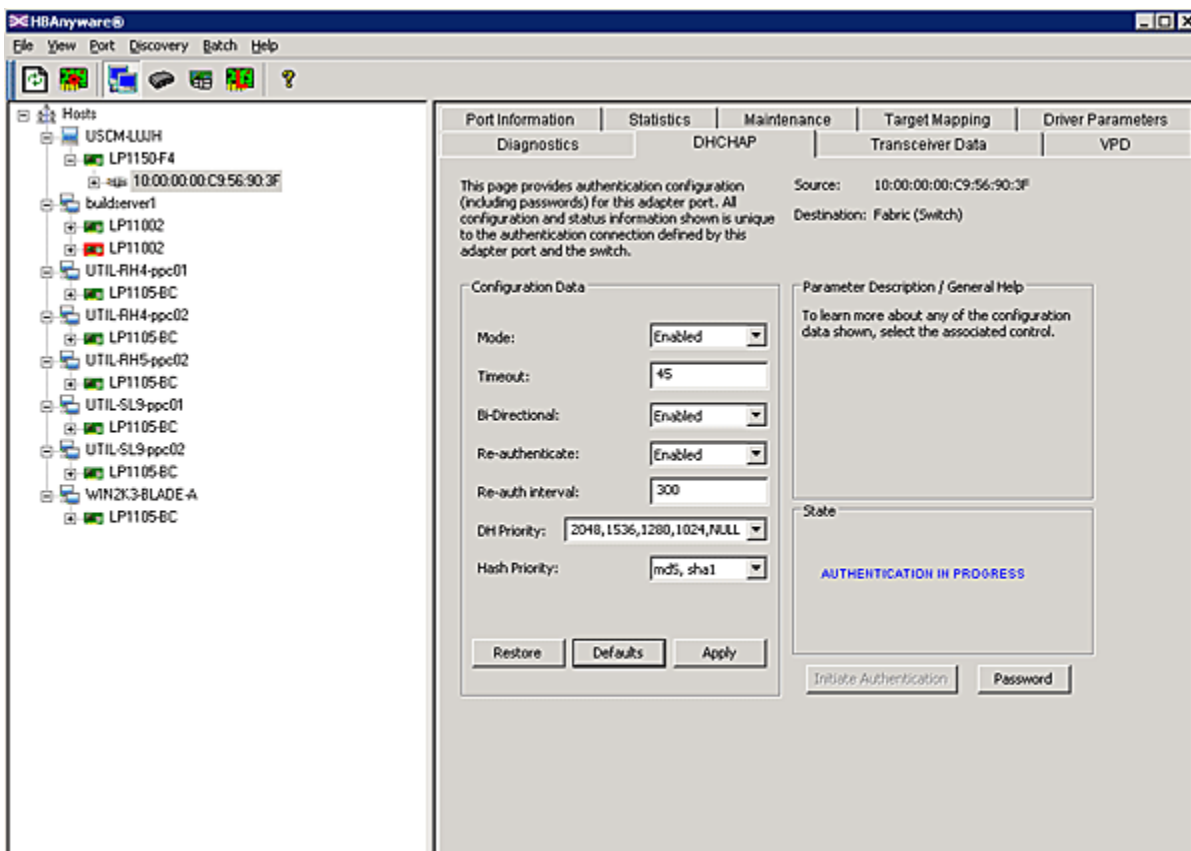 HBAnyware®
File View Port Discovery Batch Help
Hosts
USCM-LUJH
LP1150-F4
10:00:00:00:C9:56:90:3F
buildserver1
LP11002
LP11002
UTIL-RH4-ppc01
LP1105-BC
UTIL-RH4-ppc02
LP1105-BC
UTIL-RH5-ppc02
LP1105-BC
UTIL-SL9-ppc01
LP1105-BC
UTIL-SL9-ppc02
LP1105-BC
WIN2K3-BLADE-A
LP1105-BC
Port Information Statistics Maintenance Target Mapping Driver Parameters
Diagnostics DHCHAP Transceiver Data VPD
This page provides authentication configuration
(including passwords) for this adapter port. All
configuration and status information shown is unique
to the authentication connection defined by this
adapter port and the switch.
Source: 10:00:00:00:C9:56:90:3F
Destination: Fabric (Switch)
Configuration Data
Mode: Enabled
Timeout: 45
Bi-Directional: Enabled
Re-authenticate: Enabled
Re-auth interval: 300
DH Priority: 2048,1536,1280,1024,NULL
Hash Priority: md5, sha1
Restore Defaults Apply
Parameter Description / General Help
To learn more about any of the configuration
data shown, select the associated control.
State
AUTHENTICATION IN PROGRESS
Initiate Authentication Password